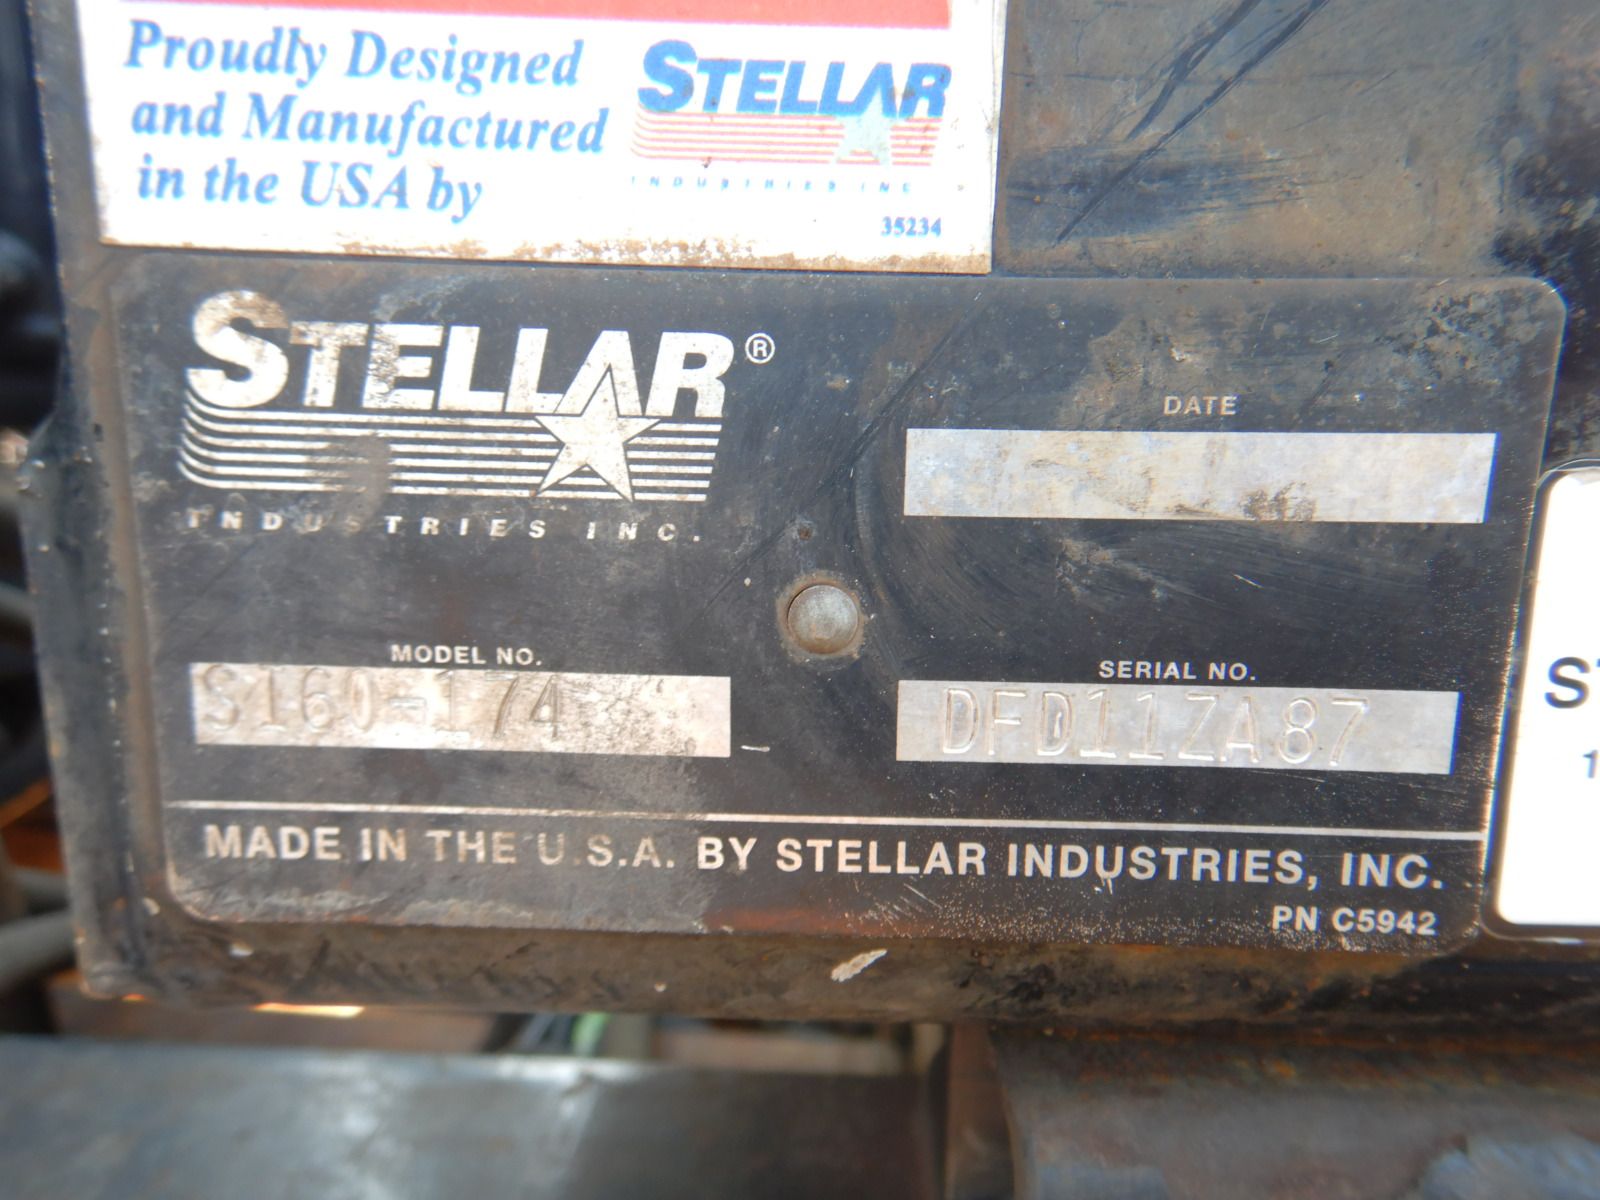 Proudly Designed
and Manufactured
in the USA by
STELLAR
INDUSTRIES INC
35234
STELLAR®
INDUSTRIES INC.
DATE
MODEL NO.
S160-174
SERIAL NO.
DFD11ZA87
MADE IN THE U.S.A. BY STELLAR INDUSTRIES, INC.
PN C5942